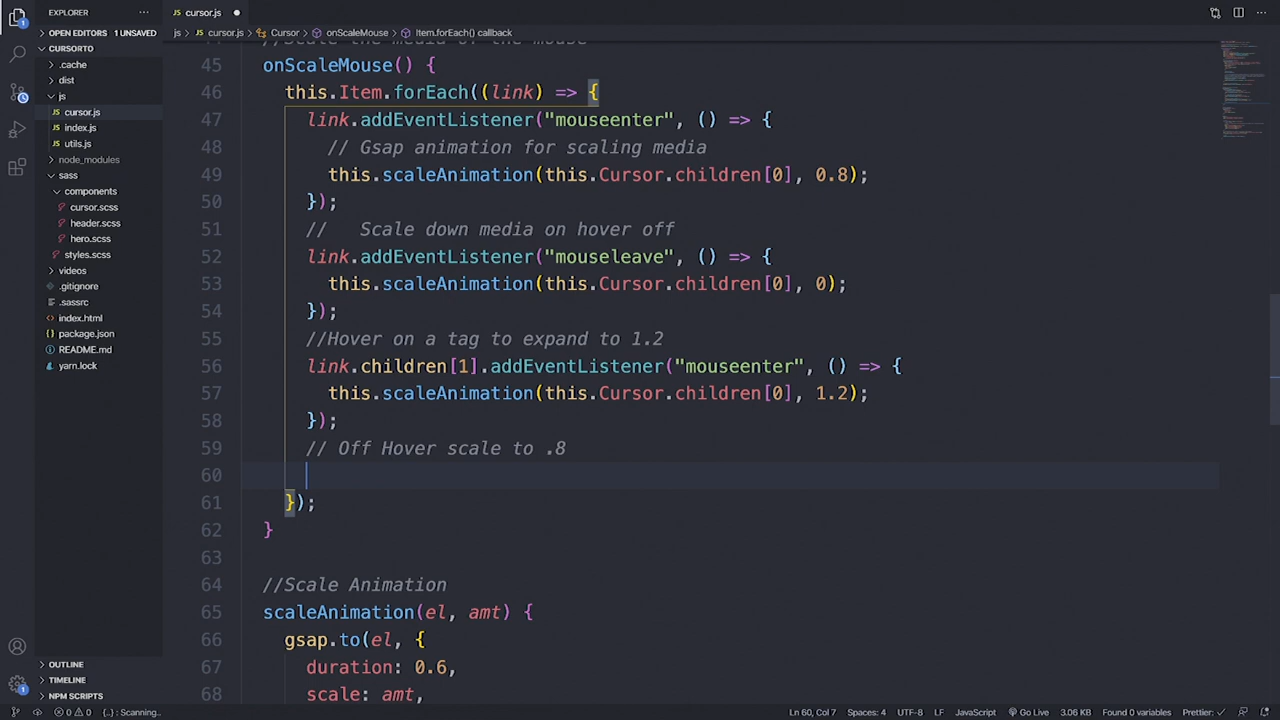 EXPLORER
cursor.js
OPEN EDITORS 1 UNSAVED
js > cursor.js > Cursor > onScaleMouse > Item.forEach() callback
CURSORTO
.cache
dist
js
cursor.js
index.js
utils.js
node_modules
sass
components
cursor.scss
header.scss
hero.scss
styles.scss
videos
.gitignore
.sassrc
index.html
package.json
README.md
yarn.lock
OUTLINE
TIMELINE
NPM SCRIPTS
45 onScaleMouse() {
46 this.Item.forEach((link) => {
47 link.addEventListener("mouseenter", () => {
48 // Gsap animation for scaling media
49 this.scaleAnimation(this.Cursor.children[0], 0.8);
50 });
51 //   Scale down media on hover off
52 link.addEventListener("mouseleave", () => {
53 this.scaleAnimation(this.Cursor.children[0], 0);
54 });
55 //Hover on a tag to expand to 1.2
56 link.children[1].addEventListener("mouseenter", () => {
57 this.scaleAnimation(this.Cursor.children[0], 1.2);
58 });
59 // Off Hover scale to .8
60
61 });
62 }
63
64 //Scale Animation
65 scaleAnimation(el, amt) {
66 gsap.to(el, {
67 duration: 0.6,
68 scale: amt,
0 0 {..}: Scanning.. Ln 60, Col 7 Spaces: 4 UTF-8 LF JavaScript Go Live 3.06 KB Found 0 variables Prettier: ✓